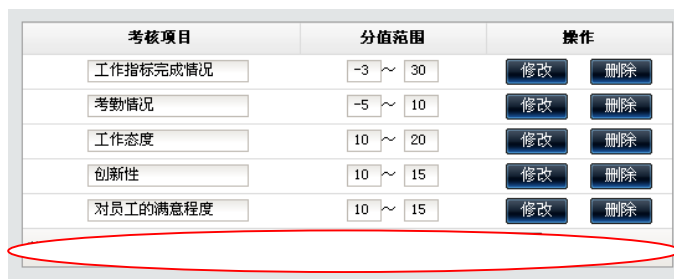 考核项目 分值范围 操作
工作指标完成情况 -3 ～ 30 修改 删除
考勤情况 -5 ～ 10 修改 删除
工作态度 10 ～ 20 修改 删除
创新性 10 ～ 15 修改 删除
对员工的满意程度 10 ～ 15 修改 删除